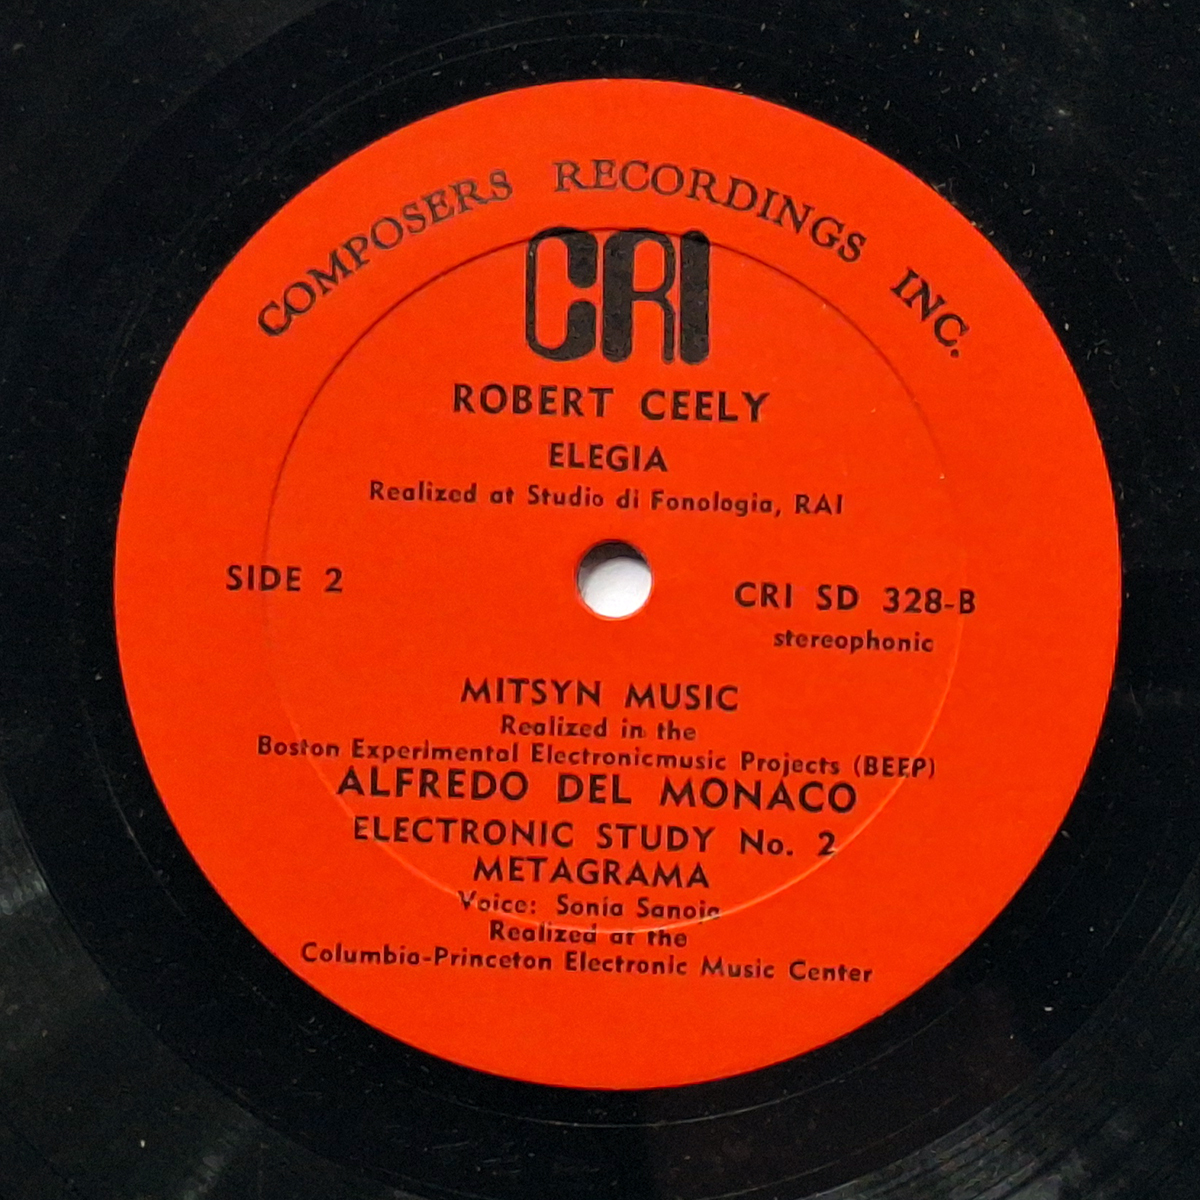 COMPOSERS RECORDINGS INC.
CRI
ROBERT CEELY
ELEGIA
Realized at Studio di Fonologia, RAI
SIDE 2
CRI SD 328-B
stereophonic
MITSYN MUSIC
Realized in the
Boston Experimental Electronicmusic Projects (BEEP)
ALFREDO DEL MONACO
ELECTRONIC STUDY No. 2
METAGRAMA
Voice: Sonia Sanoja
Realized at the
Columbia-Princeton Electronic Music Center